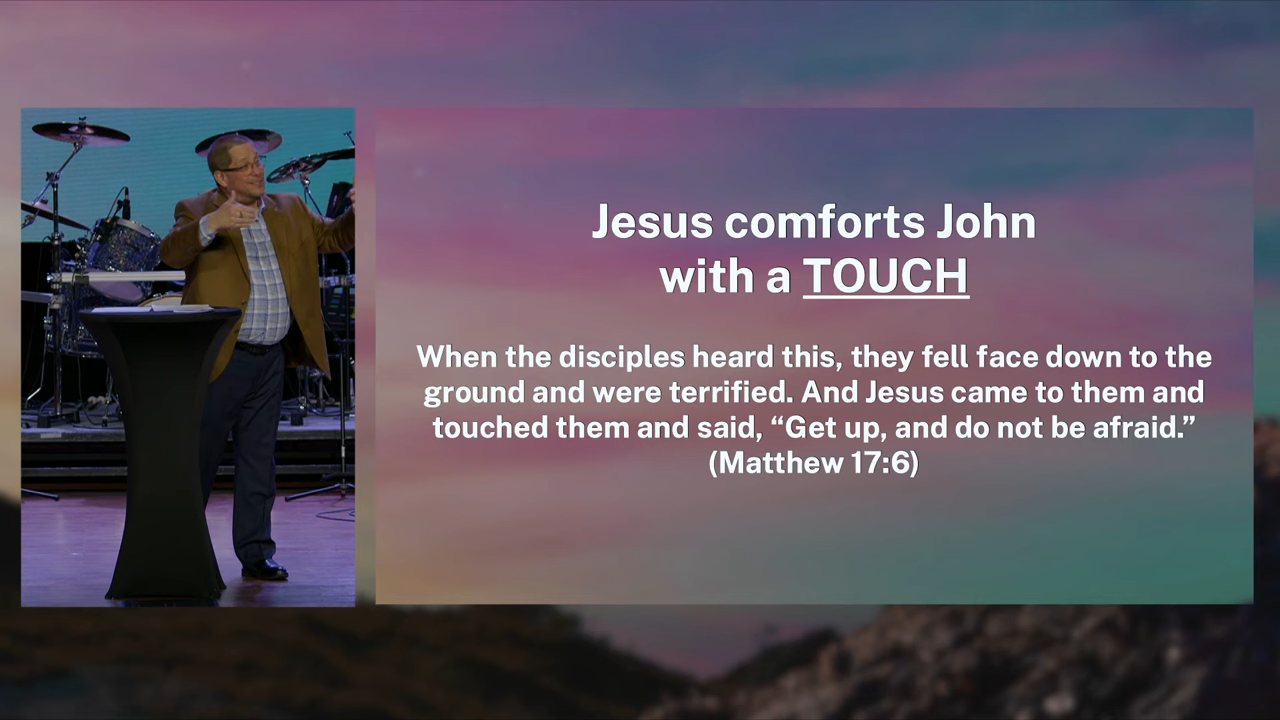 Jesus comforts John
with a TOUCH
When the disciples heard this, they fell face down to the
ground and were terrified. And Jesus came to them and
touched them and said, “Get up, and do not be afraid.”
(Matthew 17:6)